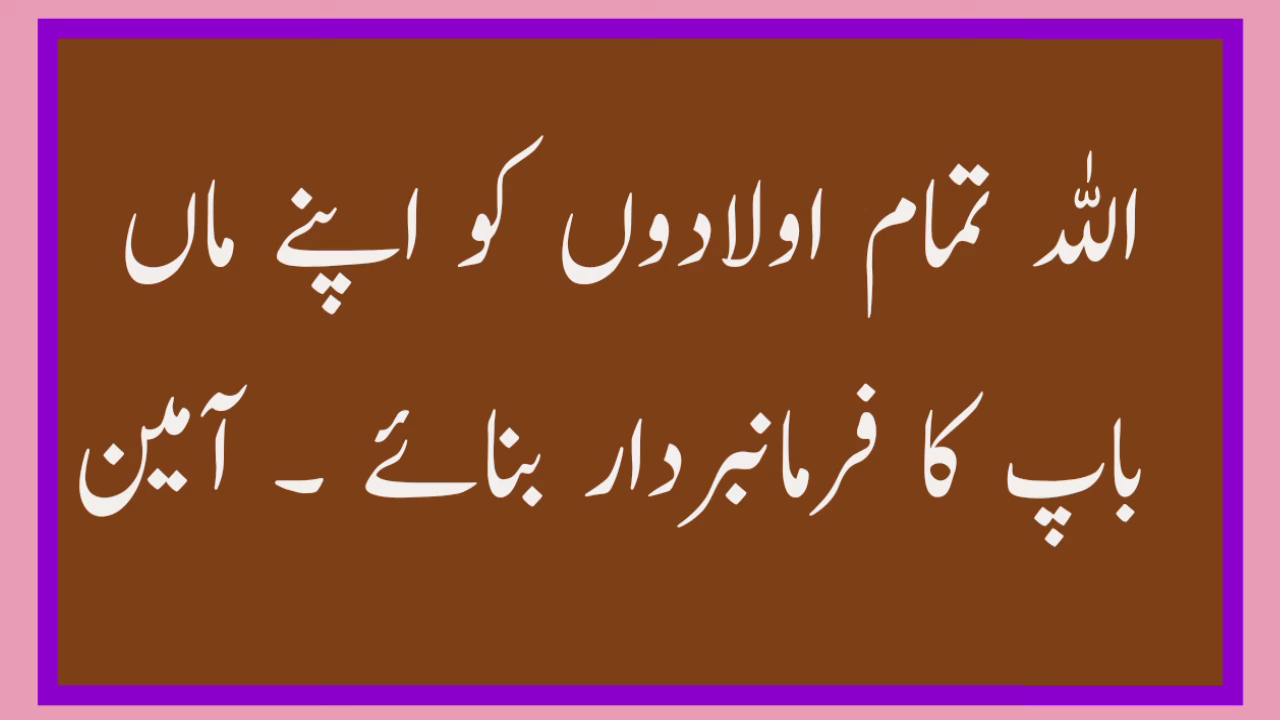 اللہ تمام اولادوں کو اپنے ماں
باپ کا فرمانبردار بنائے ۔ آمین